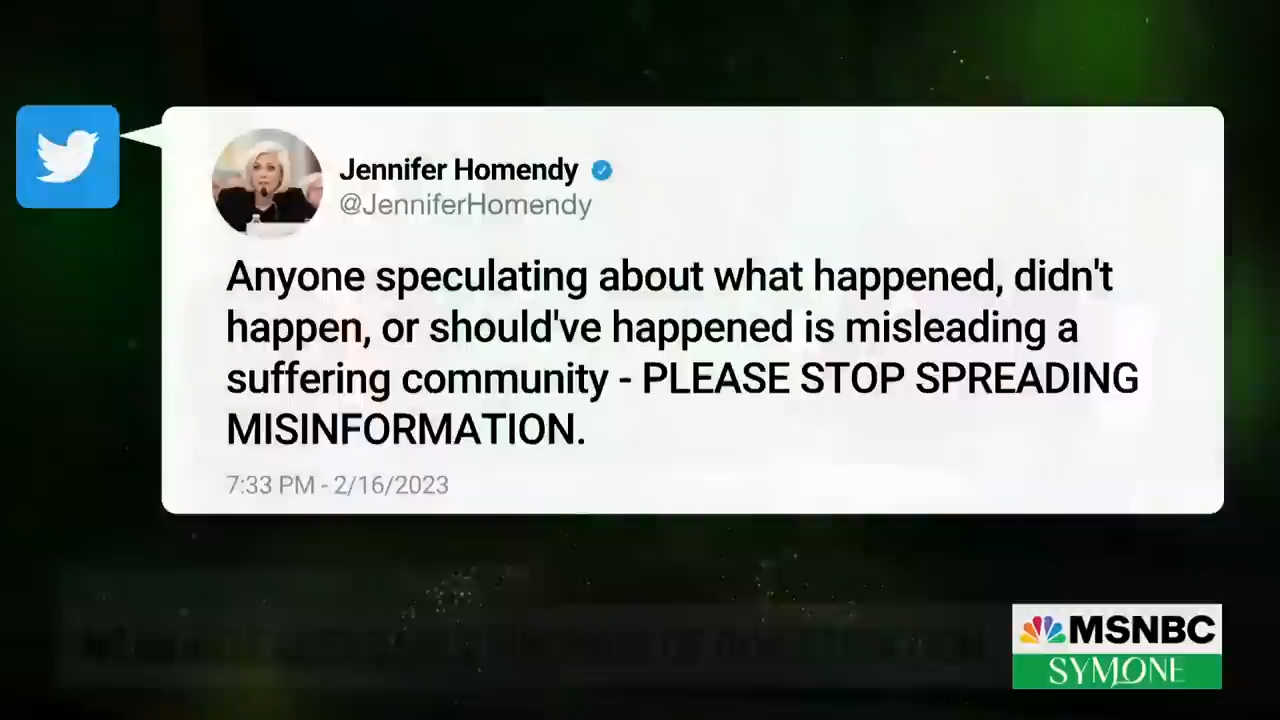 Jennifer Homendy
@JenniferHomendy
Anyone speculating about what happened, didn't
happen, or should've happened is misleading a
suffering community - PLEASE STOP SPREADING
MISINFORMATION.
7:33 PM - 2/16/2023
MSNBC
SYMONE